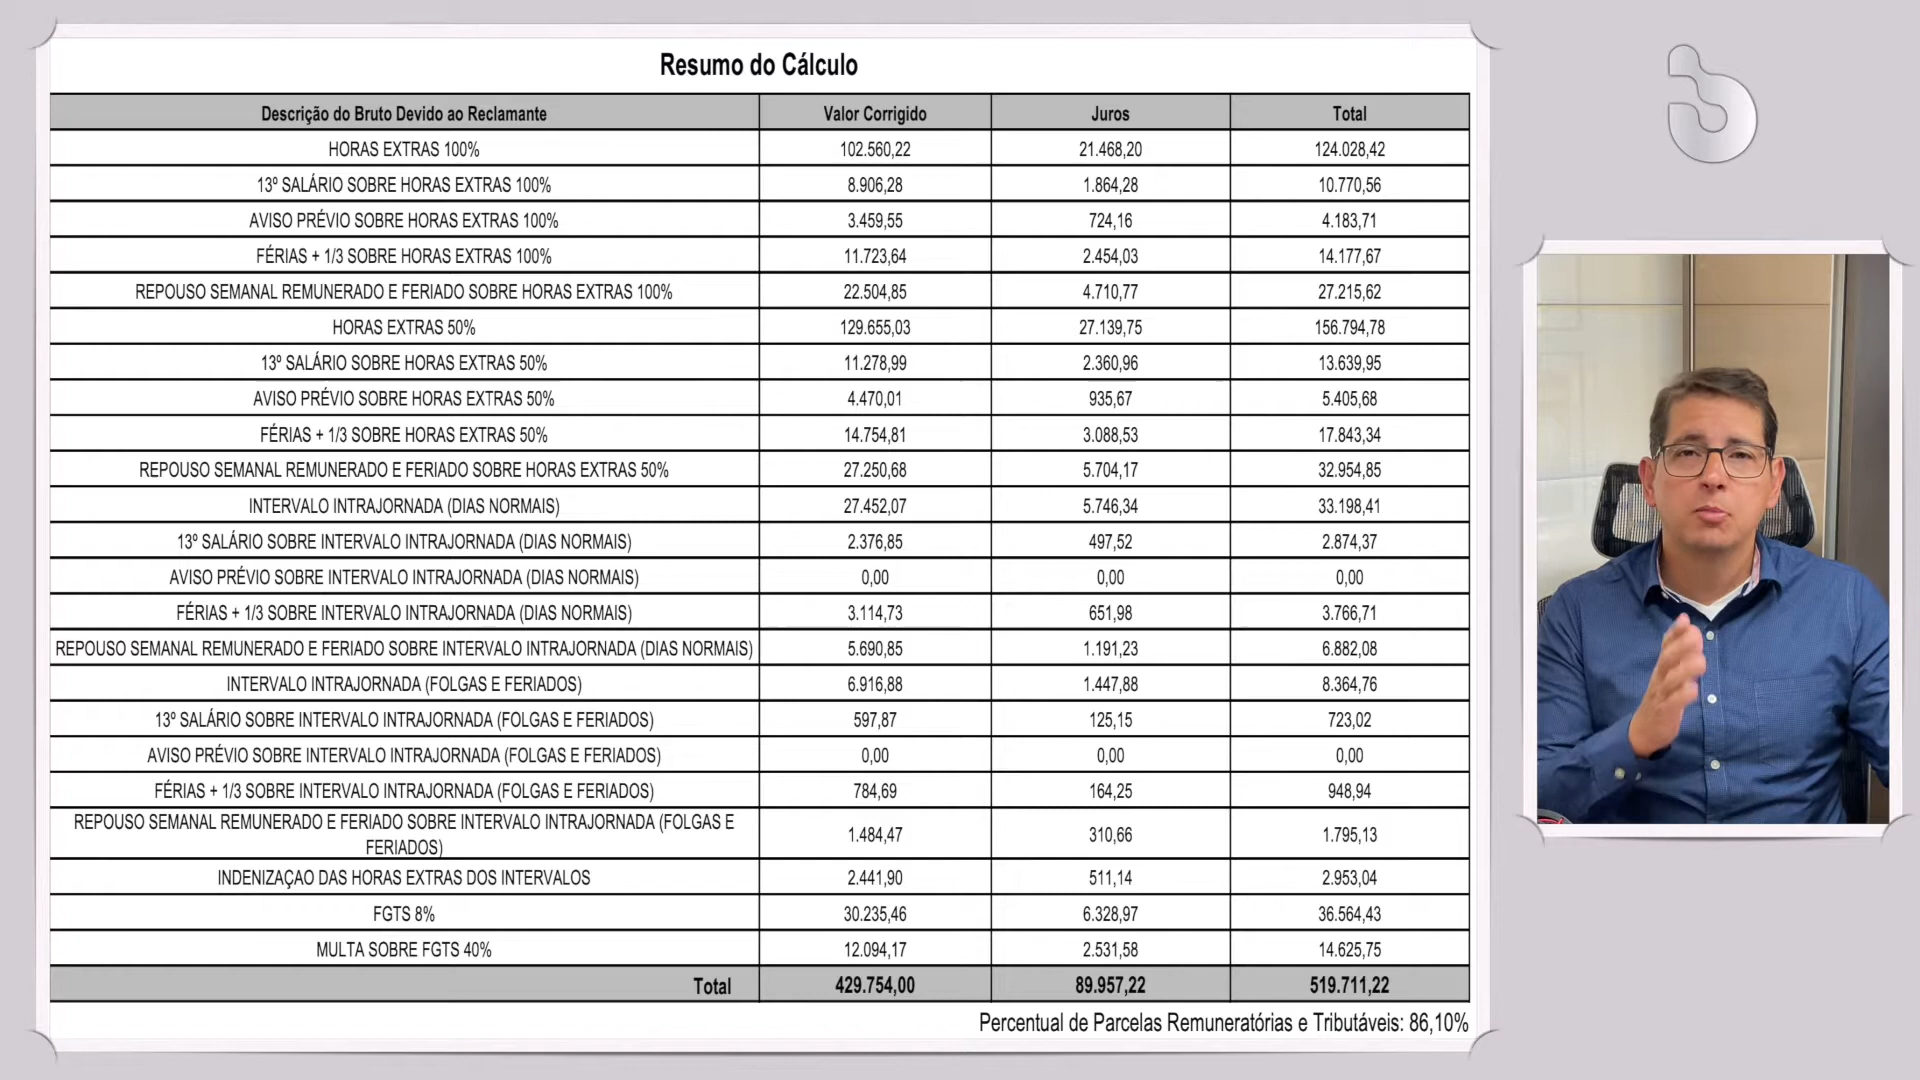 Resumo do Cálculo
Descrição do Bruto Devido ao Reclamante Valor Corrigido Juros Total
HORAS EXTRAS 100% 102.560,22 21.468,20 124.028,42
13º SALÁRIO SOBRE HORAS EXTRAS 100% 8.906,28 1.864,28 10.770,56
AVISO PRÉVIO SOBRE HORAS EXTRAS 100% 3.459,55 724,16 4.183,71
FÉRIAS + 1/3 SOBRE HORAS EXTRAS 100% 11.723,64 2.454,03 14.177,67
REPOUSO SEMANAL REMUNERADO E FERIADO SOBRE HORAS EXTRAS 100% 22.504,85 4.710,77 27.215,62
HORAS EXTRAS 50% 129.655,03 27.139,75 156.794,78
13º SALÁRIO SOBRE HORAS EXTRAS 50% 11.278,99 2.360,96 13.639,95
AVISO PRÉVIO SOBRE HORAS EXTRAS 50% 4.470,01 935,67 5.405,68
FÉRIAS + 1/3 SOBRE HORAS EXTRAS 50% 14.754,81 3.088,53 17.843,34
REPOUSO SEMANAL REMUNERADO E FERIADO SOBRE HORAS EXTRAS 50% 27.250,68 5.704,17 32.954,85
INTERVALO INTRAJORNADA (DIAS NORMAIS) 27.452,07 5.746,34 33.198,41
13º SALÁRIO SOBRE INTERVALO INTRAJORNADA (DIAS NORMAIS) 2.376,85 497,52 2.874,37
AVISO PRÉVIO SOBRE INTERVALO INTRAJORNADA (DIAS NORMAIS) 0,00 0,00 0,00
FÉRIAS + 1/3 SOBRE INTERVALO INTRAJORNADA (DIAS NORMAIS) 3.114,73 651,98 3.766,71
REPOUSO SEMANAL REMUNERADO E FERIADO SOBRE INTERVALO INTRAJORNADA (DIAS NORMAIS) 5.690,85 1.191,23 6.882,08
INTERVALO INTRAJORNADA (FOLGAS E FERIADOS) 6.916,88 1.447,88 8.364,76
13º SALÁRIO SOBRE INTERVALO INTRAJORNADA (FOLGAS E FERIADOS) 597,87 125,15 723,02
AVISO PRÉVIO SOBRE INTERVALO INTRAJORNADA (FOLGAS E FERIADOS) 0,00 0,00 0,00
FÉRIAS + 1/3 SOBRE INTERVALO INTRAJORNADA (FOLGAS E FERIADOS) 784,69 164,25 948,94
REPOUSO SEMANAL REMUNERADO E FERIADO SOBRE INTERVALO INTRAJORNADA (FOLGAS E
FERIADOS) 1.484,47 310,66 1.795,13
INDENIZAÇAO DAS HORAS EXTRAS DOS INTERVALOS 2.441,90 511,14 2.953,04
FGTS 8% 30.235,46 6.328,97 36.564,43
MULTA SOBRE FGTS 40% 12.094,17 2.531,58 14.625,75
Total 429.754,00 89.957,22 519.711,22
Percentual de Parcelas Remuneratórias e Tributáveis: 86,10%